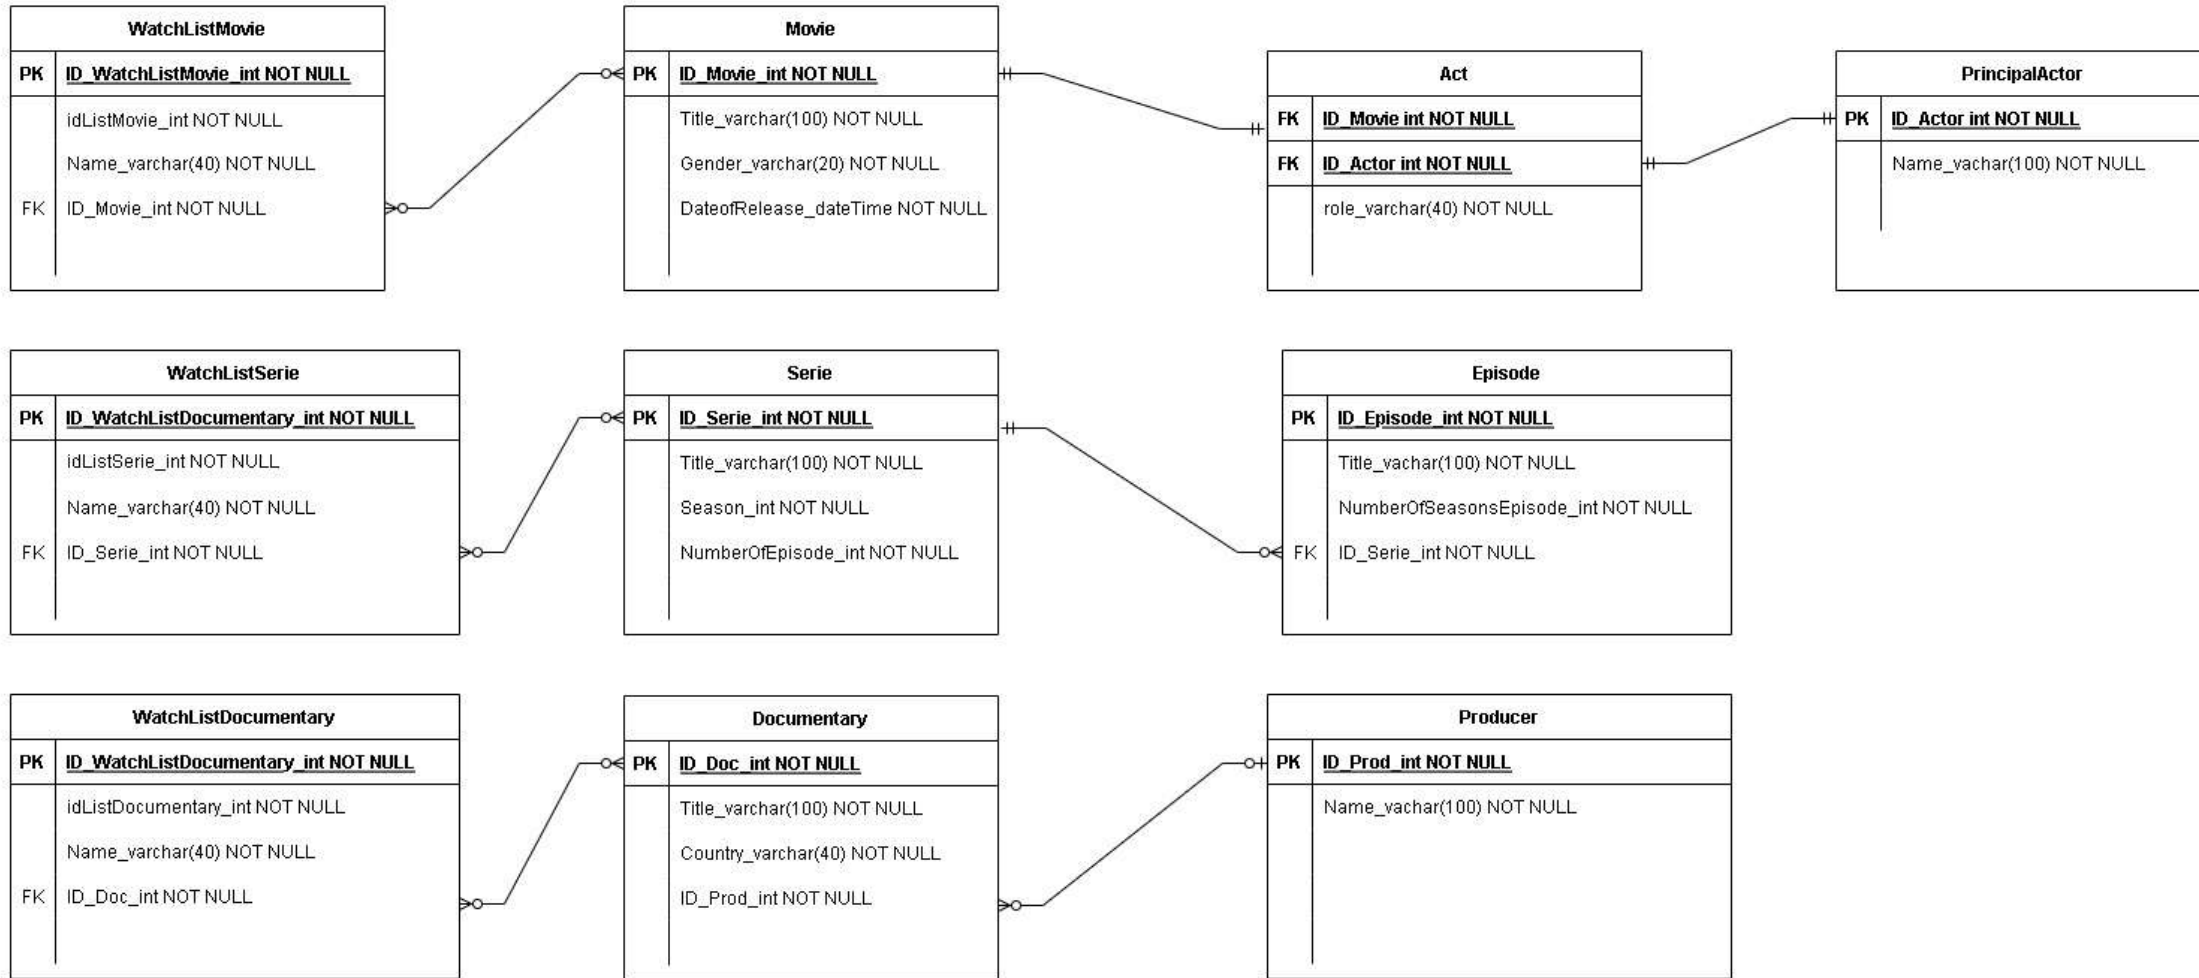 WatchListMovie
PK ID_WatchListMovie_int NOT NULL
idListMovie_int NOT NULL
Name_varchar(40) NOT NULL
FK ID_Movie_int NOT NULL
Movie
PK ID_Movie_int NOT NULL
Title_varchar(100) NOT NULL
Gender_varchar(20) NOT NULL
DateofRelease_dateTime NOT NULL
Act
FK ID_Movie int NOT NULL
FK ID_Actor int NOT NULL
role_varchar(40) NOT NULL
PrincipalActor
PK ID_Actor int NOT NULL
Name_vachar(100) NOT NULL
WatchListSerie
PK ID_WatchListDocumentary_int NOT NULL
idListSerie_int NOT NULL
Name_varchar(40) NOT NULL
FK ID_Serie_int NOT NULL
Serie
PK ID_Serie_int NOT NULL
Title_varchar(100) NOT NULL
Season_int NOT NULL
NumberOfEpisode_int NOT NULL
Episode
PK ID_Episode_int NOT NULL
Title_vachar(100) NOT NULL
NumberOfSeasonsEpisode_int NOT NULL
FK ID_Serie_int NOT NULL
WatchListDocumentary
PK ID_WatchListDocumentary_int NOT NULL
idListDocumentary_int NOT NULL
Name_varchar(40) NOT NULL
FK ID_Doc_int NOT NULL
Documentary
PK ID_Doc_int NOT NULL
Title_varchar(100) NOT NULL
Country_varchar(40) NOT NULL
ID_Prod_int NOT NULL
Producer
PK ID_Prod_int NOT NULL
Name_vachar(100) NOT NULL